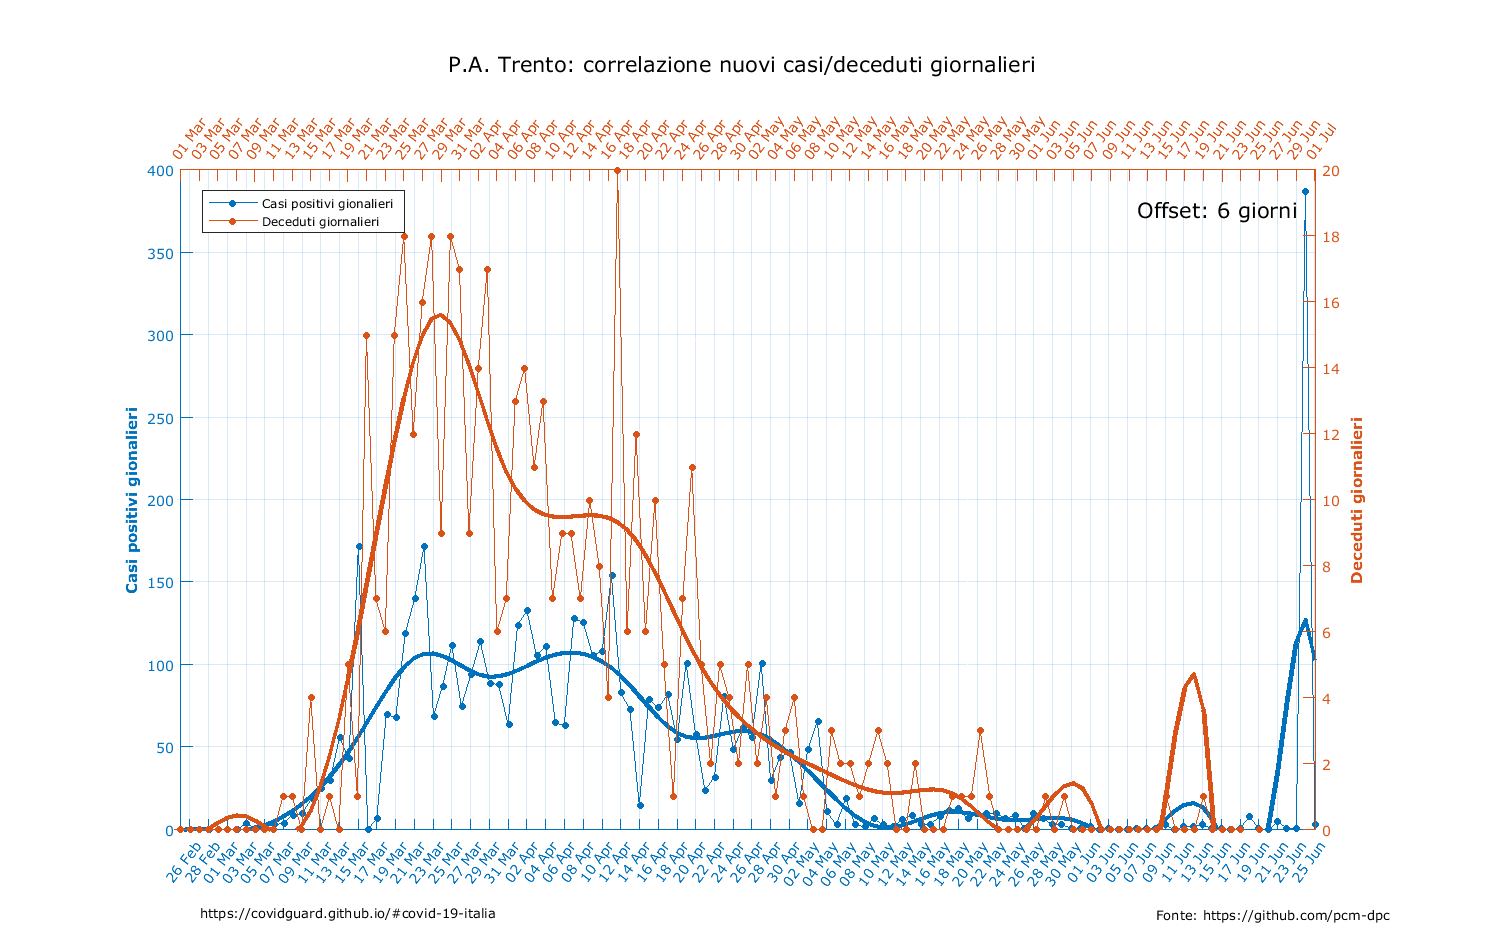 P.A. Trento: correlazione nuovi casi/deceduti giornalieri
01 Mar
03 Mar
05 Mar
07 Mar
09 Mar
11 Mar
13 Mar
15 Mar
17 Mar
19 Mar
21 Mar
23 Mar
25 Mar
27 Mar
29 Mar
31 Mar
02 Apr
04 Apr
06 Apr
08 Apr
10 Apr
12 Apr
14 Apr
16 Apr
18 Apr
20 Apr
22 Apr
24 Apr
26 Apr
28 Apr
30 Apr
02 May
04 May
06 May
08 May
10 May
12 May
14 May
16 May
18 May
20 May
22 May
24 May
26 May
28 May
30 May
01 Jun
03 Jun
05 Jun
07 Jun
09 Jun
11 Jun
13 Jun
15 Jun
17 Jun
19 Jun
21 Jun
23 Jun
25 Jun
27 Jun
29 Jun
01 Jul
Casi positivi gionalieri
Deceduti giornalieri
Offset: 6 giorni
400
350
300
250
200
150
100
50
0
Casi positivi gionalieri
20
18
16
14
12
10
8
6
4
2
0
Deceduti giornalieri
26 Feb
28 Feb
01 Mar
03 Mar
05 Mar
07 Mar
09 Mar
11 Mar
13 Mar
15 Mar
17 Mar
19 Mar
21 Mar
23 Mar
25 Mar
27 Mar
29 Mar
31 Mar
02 Apr
04 Apr
06 Apr
08 Apr
10 Apr
12 Apr
14 Apr
16 Apr
18 Apr
20 Apr
22 Apr
24 Apr
26 Apr
28 Apr
30 Apr
02 May
04 May
06 May
08 May
10 May
12 May
14 May
16 May
18 May
20 May
22 May
24 May
26 May
28 May
30 May
01 Jun
03 Jun
05 Jun
07 Jun
09 Jun
11 Jun
13 Jun
15 Jun
17 Jun
19 Jun
21 Jun
23 Jun
25 Jun
https://covidguard.github.io/#covid-19-italia
Fonte: https://github.com/pcm-dpc